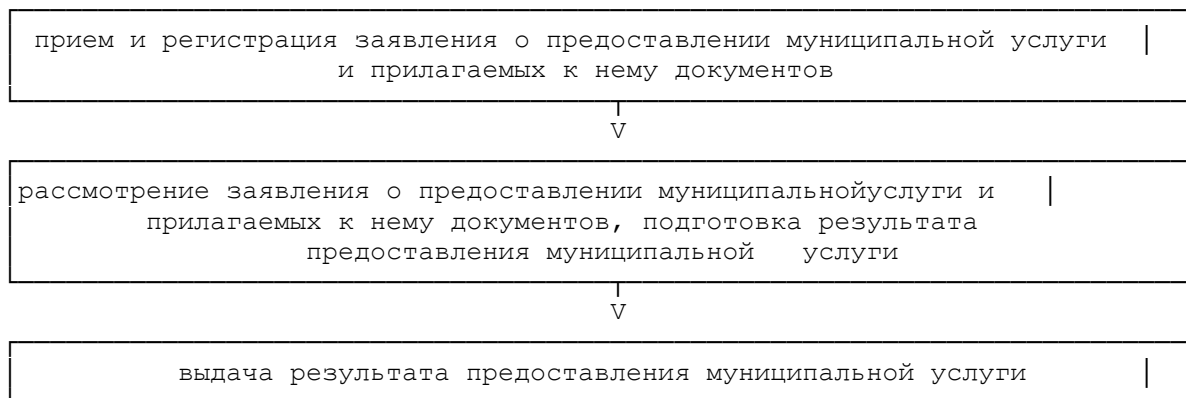 прием и регистрация заявления о предоставлении муниципальной услуги
и прилагаемых к нему документов
V
рассмотрение заявления о предоставлении муниципальнойуслуги и
прилагаемых к нему документов, подготовка результата
предоставления муниципальной услуги
V
выдача результата предоставления муниципальной услуги